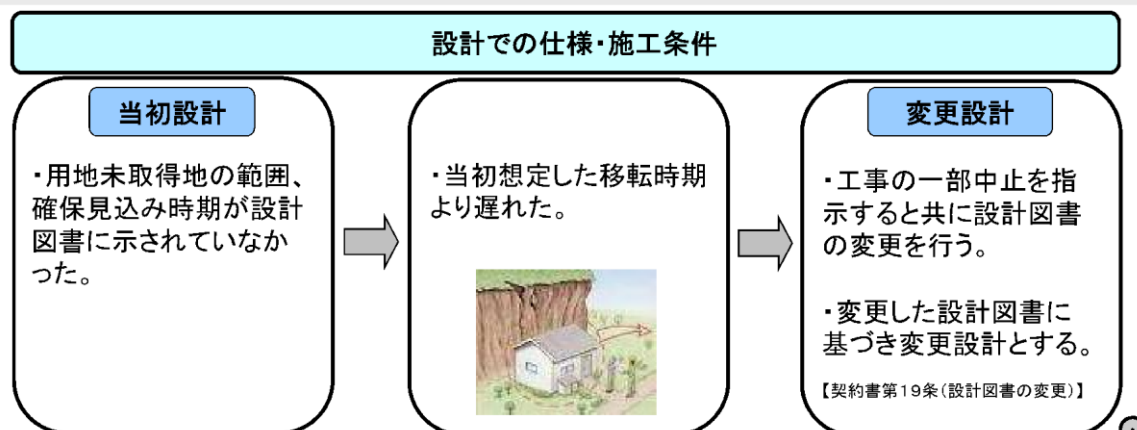 設計での仕様・施工条件
当初設計
・用地未取得地の範囲、
確保見込み時期が設計
図書に示されていなか
った。
・当初想定した移転時期
より遅れた。
変更設計
・工事の一部中止を指
示すると共に設計図書
の変更を行う。
・変更した設計図書に
基づき変更設計とする。
【契約書第19条(設計図書の変更)】